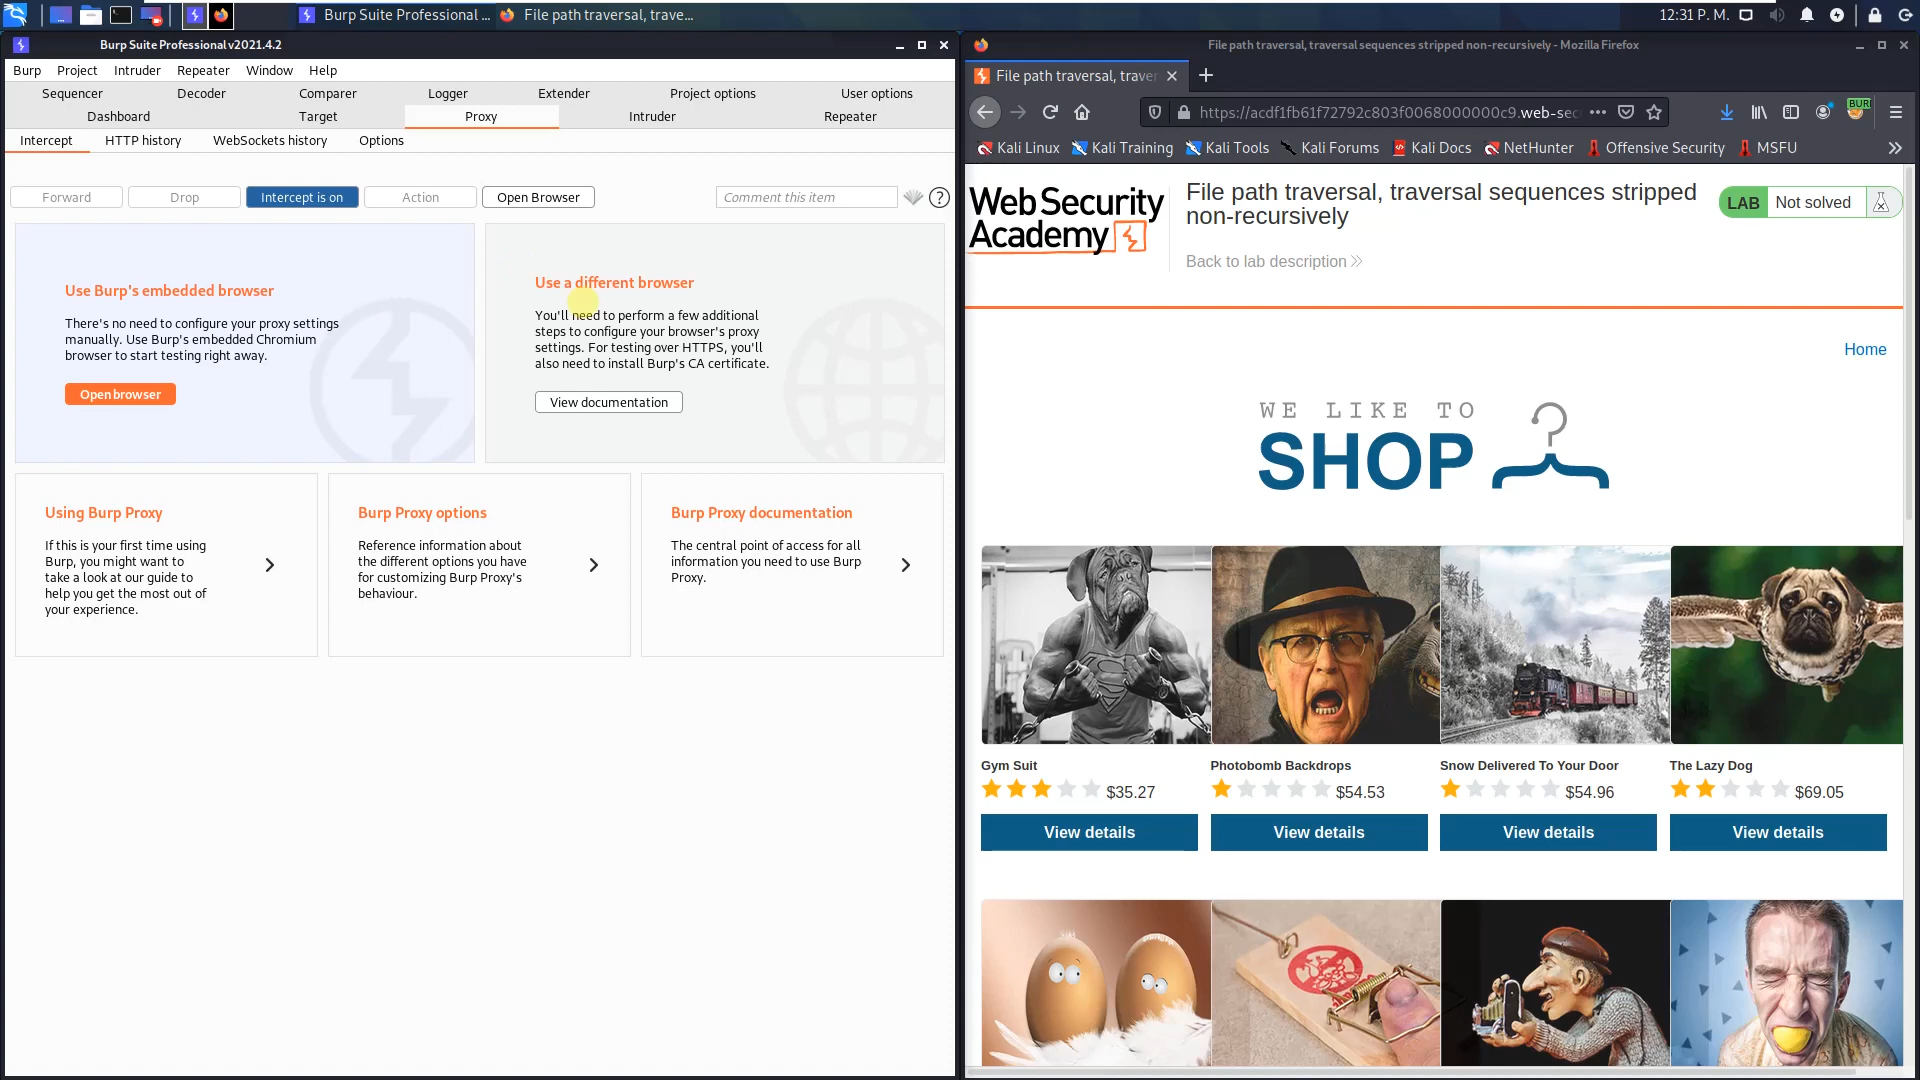 Burp Suite Professional ...
File path traversal, trave...
12:31 P. M.
Burp Suite Professional v2021.4.2
Burp Project Intruder Repeater Window Help
Sequencer Decoder Comparer Logger Extender Project options User options
Dashboard Target Proxy Intruder Repeater
Intercept HTTP history WebSockets history Options
Forward Drop Intercept is on Action Open Browser Comment this item ?
Use Burp's embedded browser
There's no need to configure your proxy settings
manually. Use Burp's embedded Chromium
browser to start testing right away.
Open browser
Use a different browser
You'll need to perform a few additional
steps to configure your browser's proxy
settings. For testing over HTTPS, you'll
also need to install Burp's CA certificate.
View documentation
Using Burp Proxy
If this is your first time using
Burp, you might want to
take a look at our guide to
help you get the most out of
your experience.
Burp Proxy options
Reference information about
the different options you have
for customizing Burp Proxy's
behaviour.
Burp Proxy documentation
The central point of access for all
information you need to use Burp
Proxy.
File path traversal, traversal sequences stripped non-recursively - Mozilla Firefox
File path traversal, traver
https://acdf1fb61f72792c803f0068000000c9.web-sec
BUR
Kali Linux Kali Training Kali Tools Kali Forums Kali Docs NetHunter Offensive Security MSFU
Web Security
Academy
File path traversal, traversal sequences stripped
non-recursively
Back to lab description
LAB Not solved
Home
WE LIKE TO
SHOP
Gym Suit
$35.27
View details
Photobomb Backdrops
$54.53
View details
Snow Delivered To Your Door
$54.96
View details
The Lazy Dog
$69.05
View details